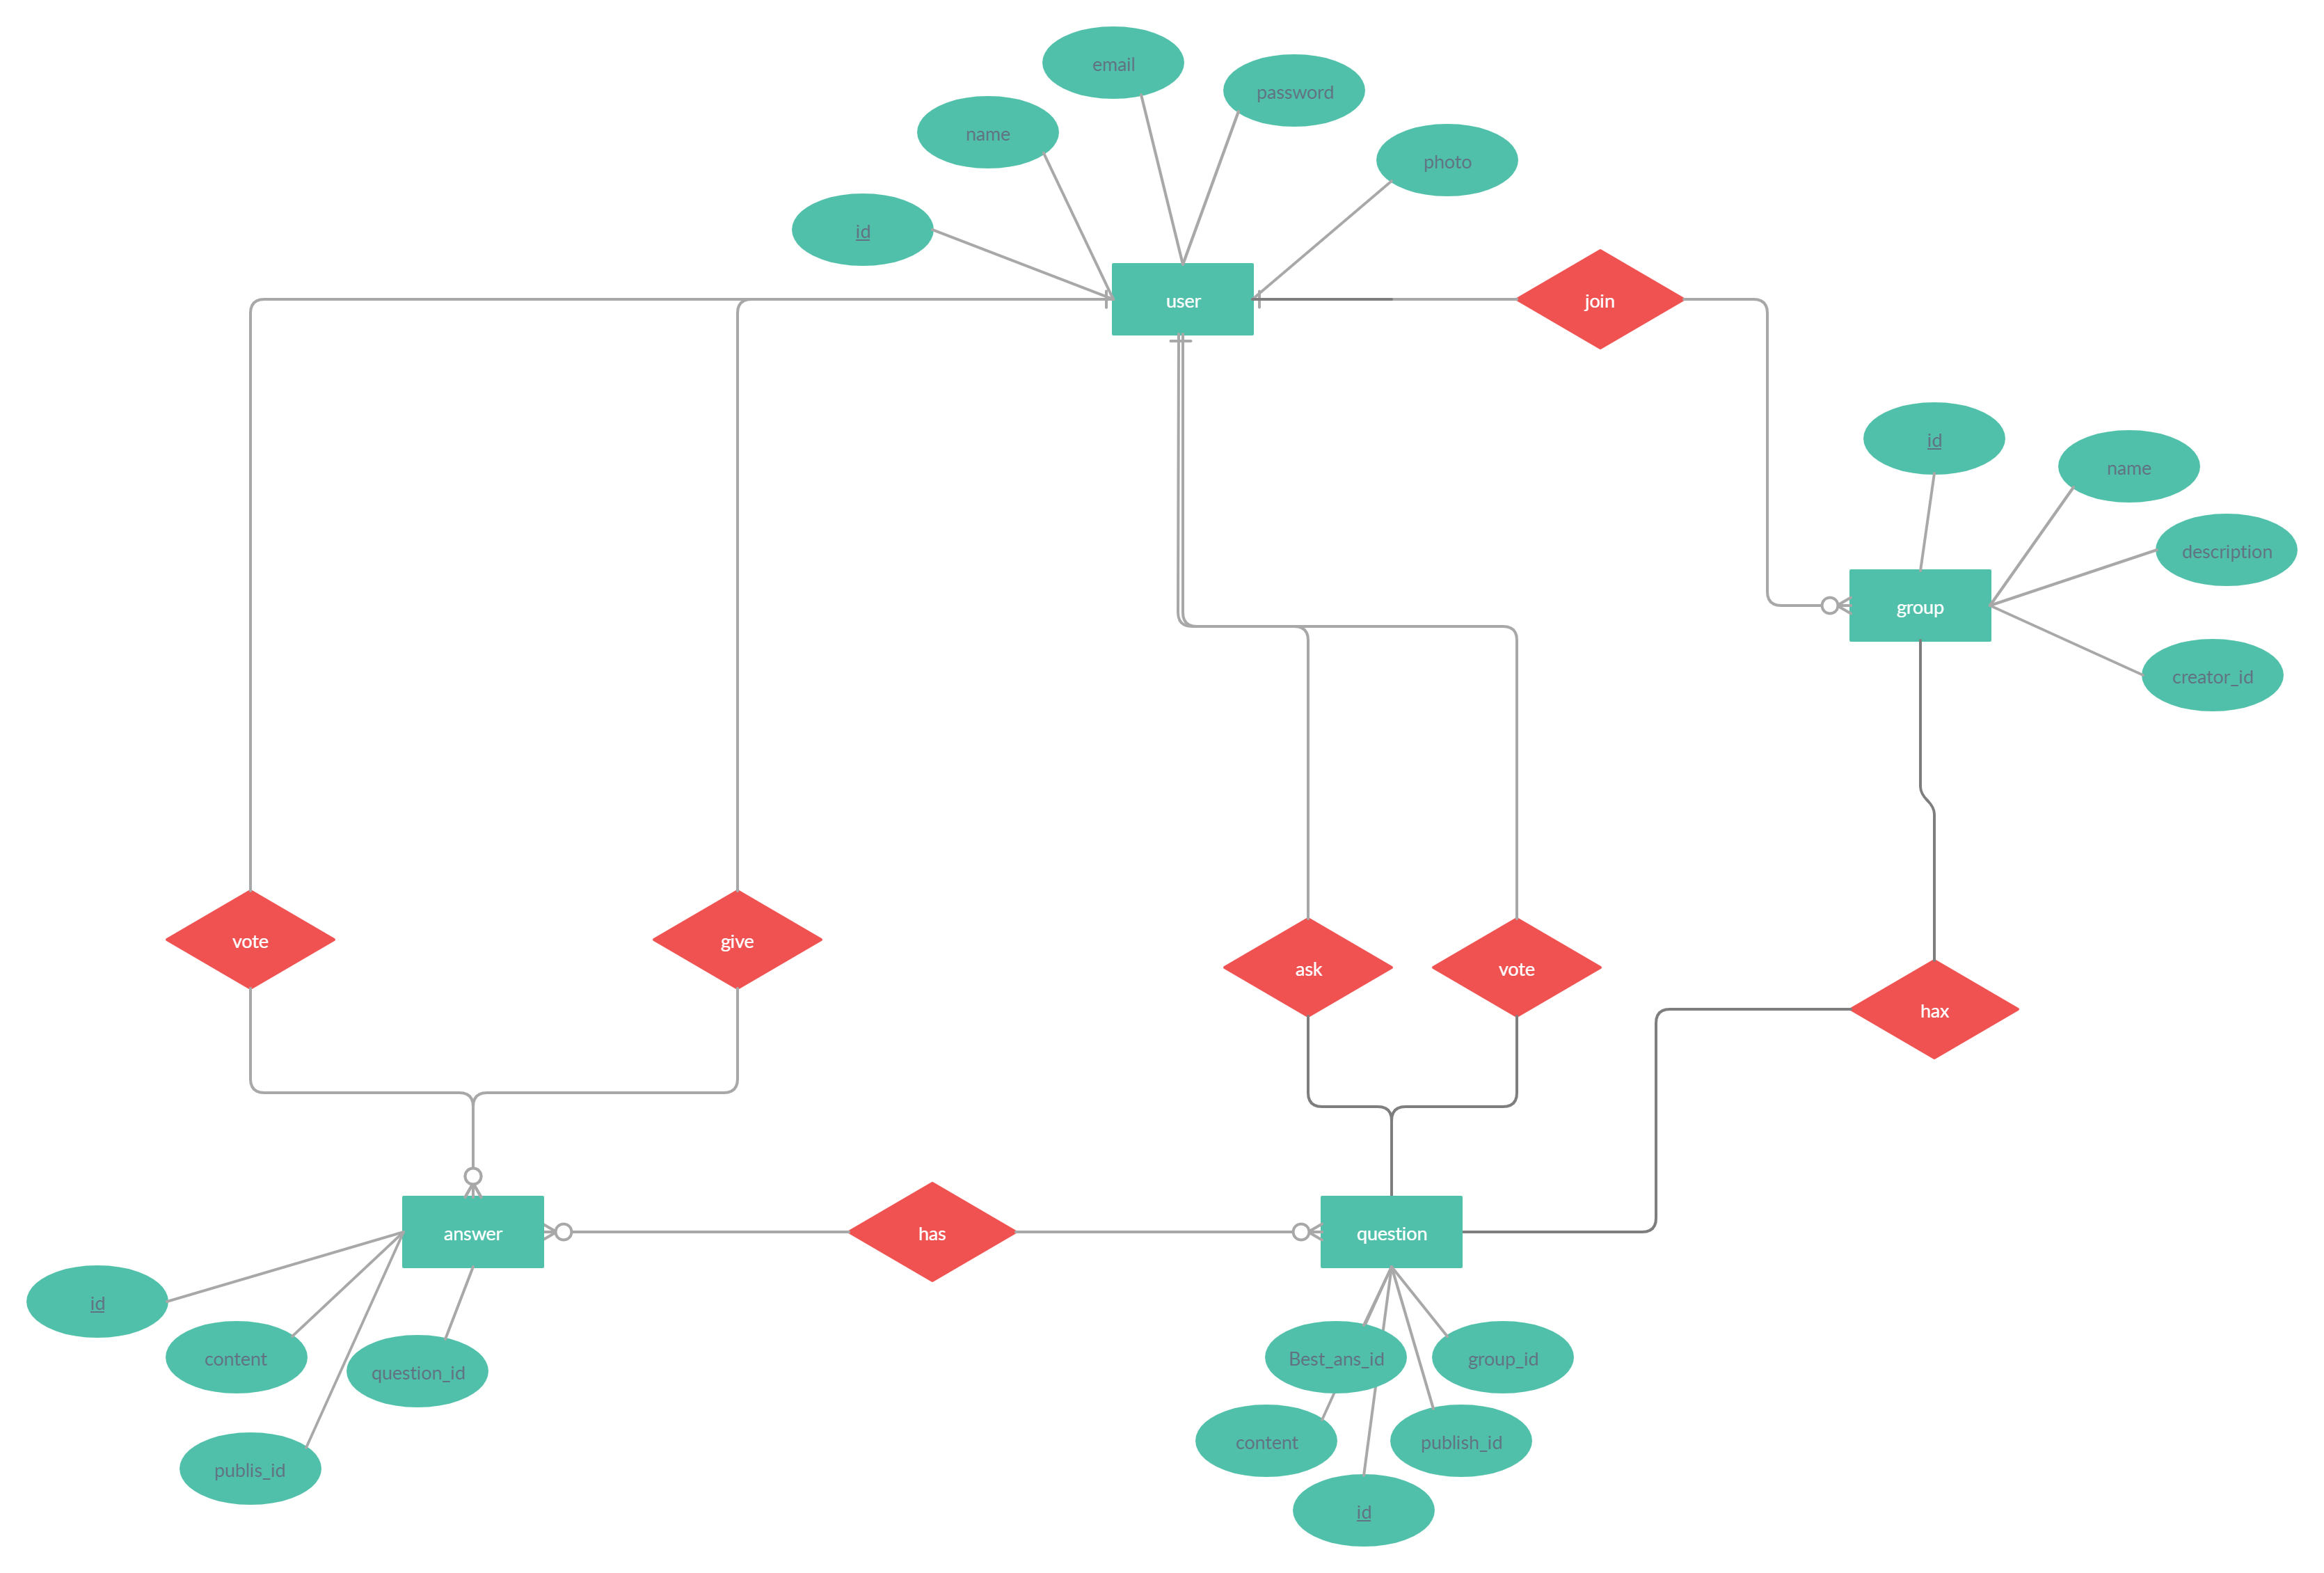 email
password
name
photo
id
user
join
id
name
description
group
creator_id
vote
give
ask
vote
hax
answer
has
question
id
content
question_id
Best_ans_id
group_id
content
publish_id
publis_id
id